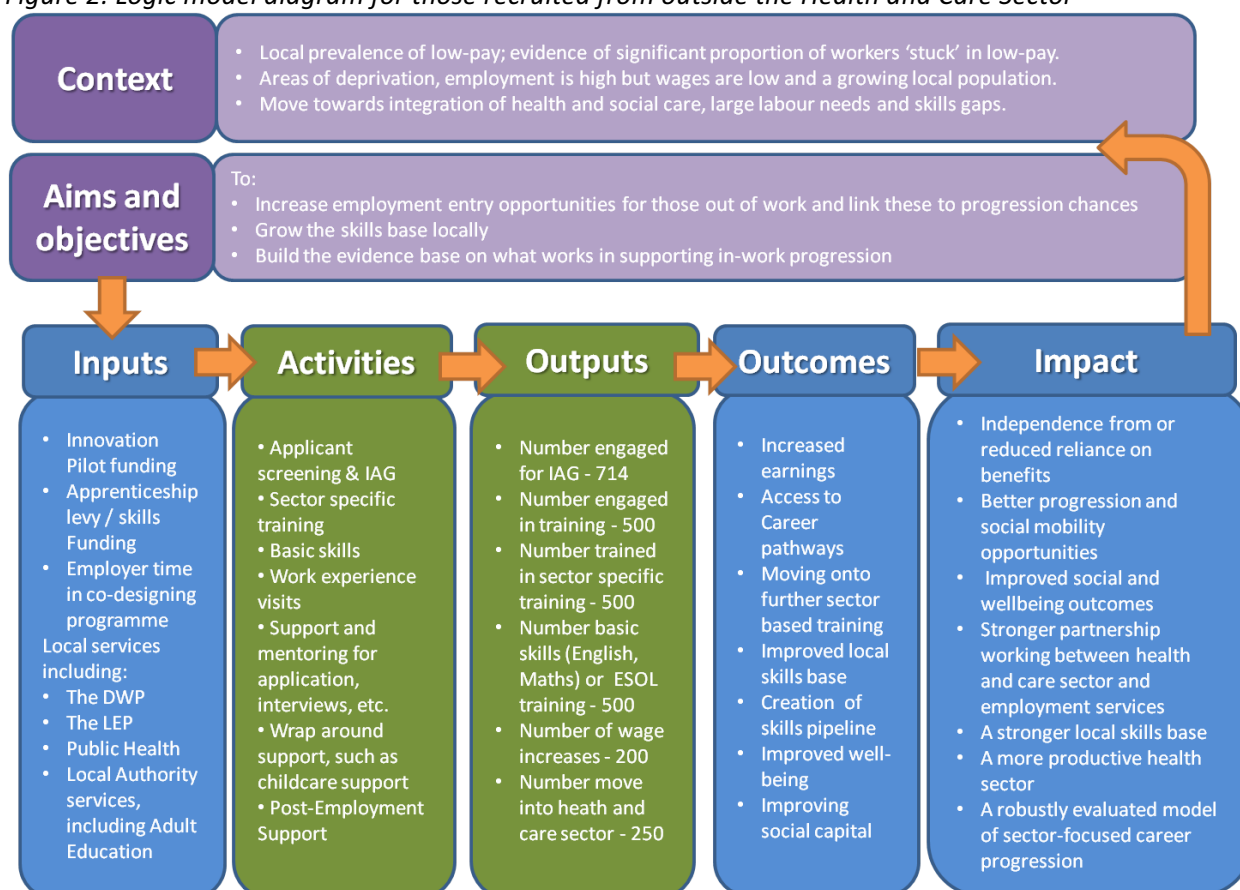 Figure 2: Logic model diagram for those recruited from outside the Health and Care Sector
Context
• Local prevalence of low-pay; evidence of significant proportion of workers ‘stuck’ in low-pay.
• Areas of deprivation, employment is high but wages are low and a growing local population.
• Move towards integration of health and social care, large labour needs and skills gaps.
Aims and
objectives
To:
• Increase employment entry opportunities for those out of work and link these to progression chances
• Grow the skills base locally
• Build the evidence base on what works in supporting in-work progression
Inputs
• Innovation
Pilot funding
• Apprenticeship
levy / skills
Funding
• Employer time
in co-designing
programme
Local services
including:
• The DWP
• The LEP
• Public Health
• Local Authority
services,
including Adult
Education
Activities
• Applicant
screening & IAG
• Sector specific
training
• Basic skills
• Work experience
visits
• Support and
mentoring for
application,
interviews, etc.
• Wrap around
support, such as
childcare support
• Post-Employment
Support
Outputs
• Number engaged
for IAG - 714
• Number engaged
in training - 500
• Number trained
in sector specific
training - 500
• Number basic
skills (English,
Maths) or ESOL
training - 500
• Number of wage
increases - 200
• Number move
into heath and
care sector - 250
Outcomes
• Increased
earnings
• Access to
Career
pathways
• Moving onto
further sector
based training
• Improved local
skills base
• Creation of
skills pipeline
• Improved well-
being
• Improving
social capital
Impact
• Independence from or
reduced reliance on
benefits
• Better progression and
social mobility
opportunities
• Improved social and
wellbeing outcomes
• Stronger partnership
working between health
and care sector and
employment services
• A stronger local skills base
• A more productive health
sector
• A robustly evaluated model
of sector-focused career
progression